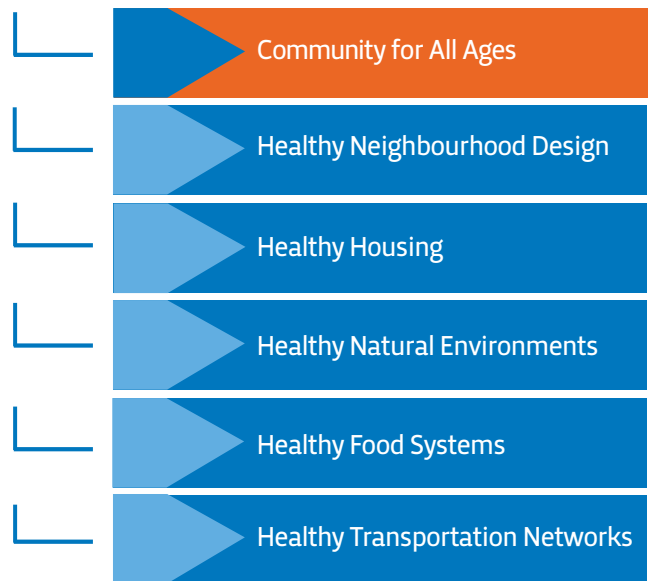 Community for All Ages
Healthy Neighbourhood Design
Healthy Housing
Healthy Natural Environments
Healthy Food Systems
Healthy Transportation Networks